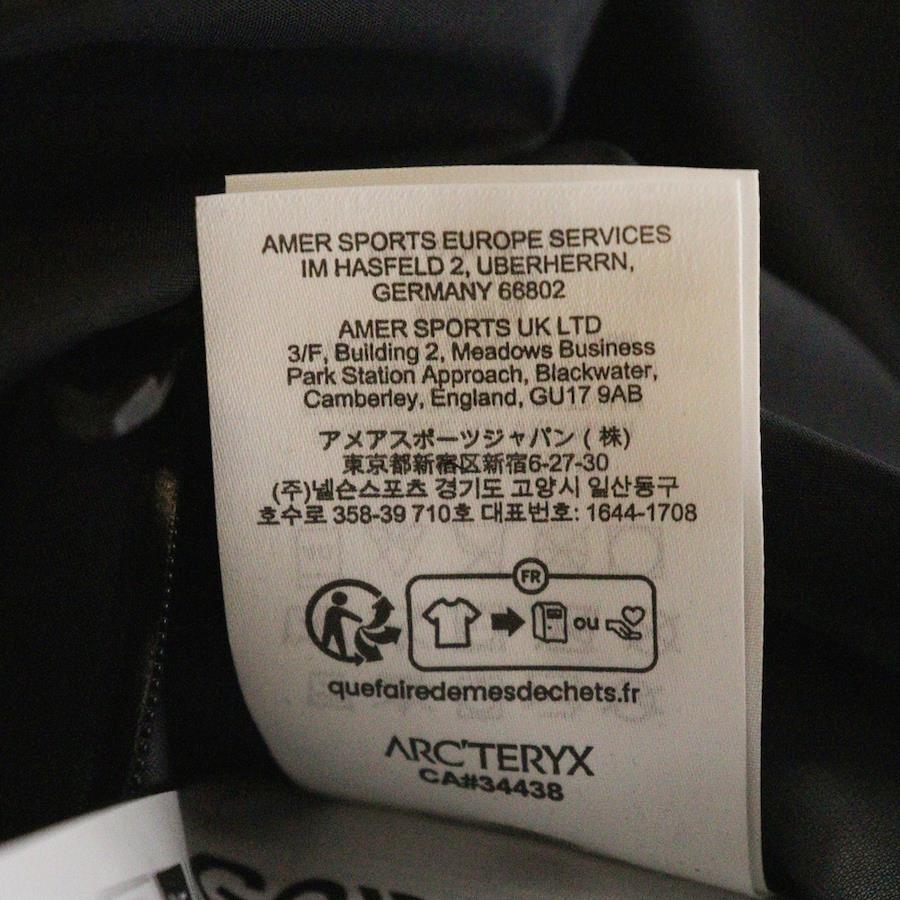 AMER SPORTS EUROPE SERVICES
IM HASFELD 2, UBERHERRN,
GERMANY 66802
AMER SPORTS UK LTD
3/F, Building 2, Meadows Business
Park Station Approach, Blackwater,
Camberley, England, GU17 9AB
アメアスポーツジャパン (株)
東京都新宿区新宿6-27-30
(주)넬슨스포츠 경기도 고양시 일산동구
호수로 358-39 710호 대표번호: 1644-1708
FR
ou
quefairedemesdechets.fr
ARC'TERYX
CA#34438